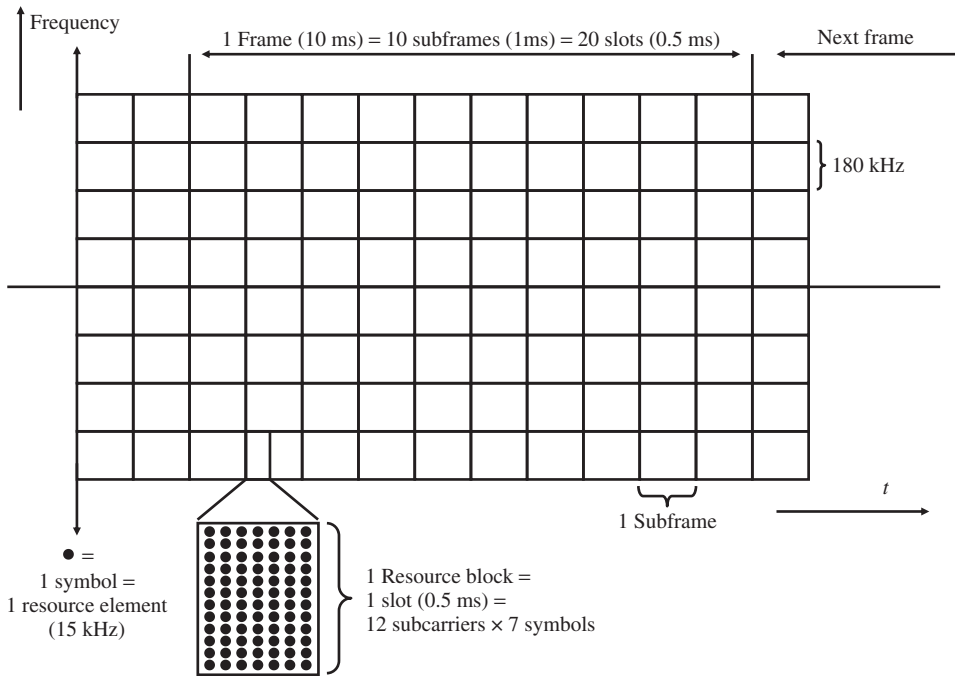 Frequency
1 Frame (10 ms) = 10 subframes (1ms) = 20 slots (0.5 ms)
Next frame
180 kHz
t
1 Subframe
● =
1 symbol =
1 resource element
(15 kHz)
1 Resource block =
1 slot (0.5 ms) =
12 subcarriers × 7 symbols